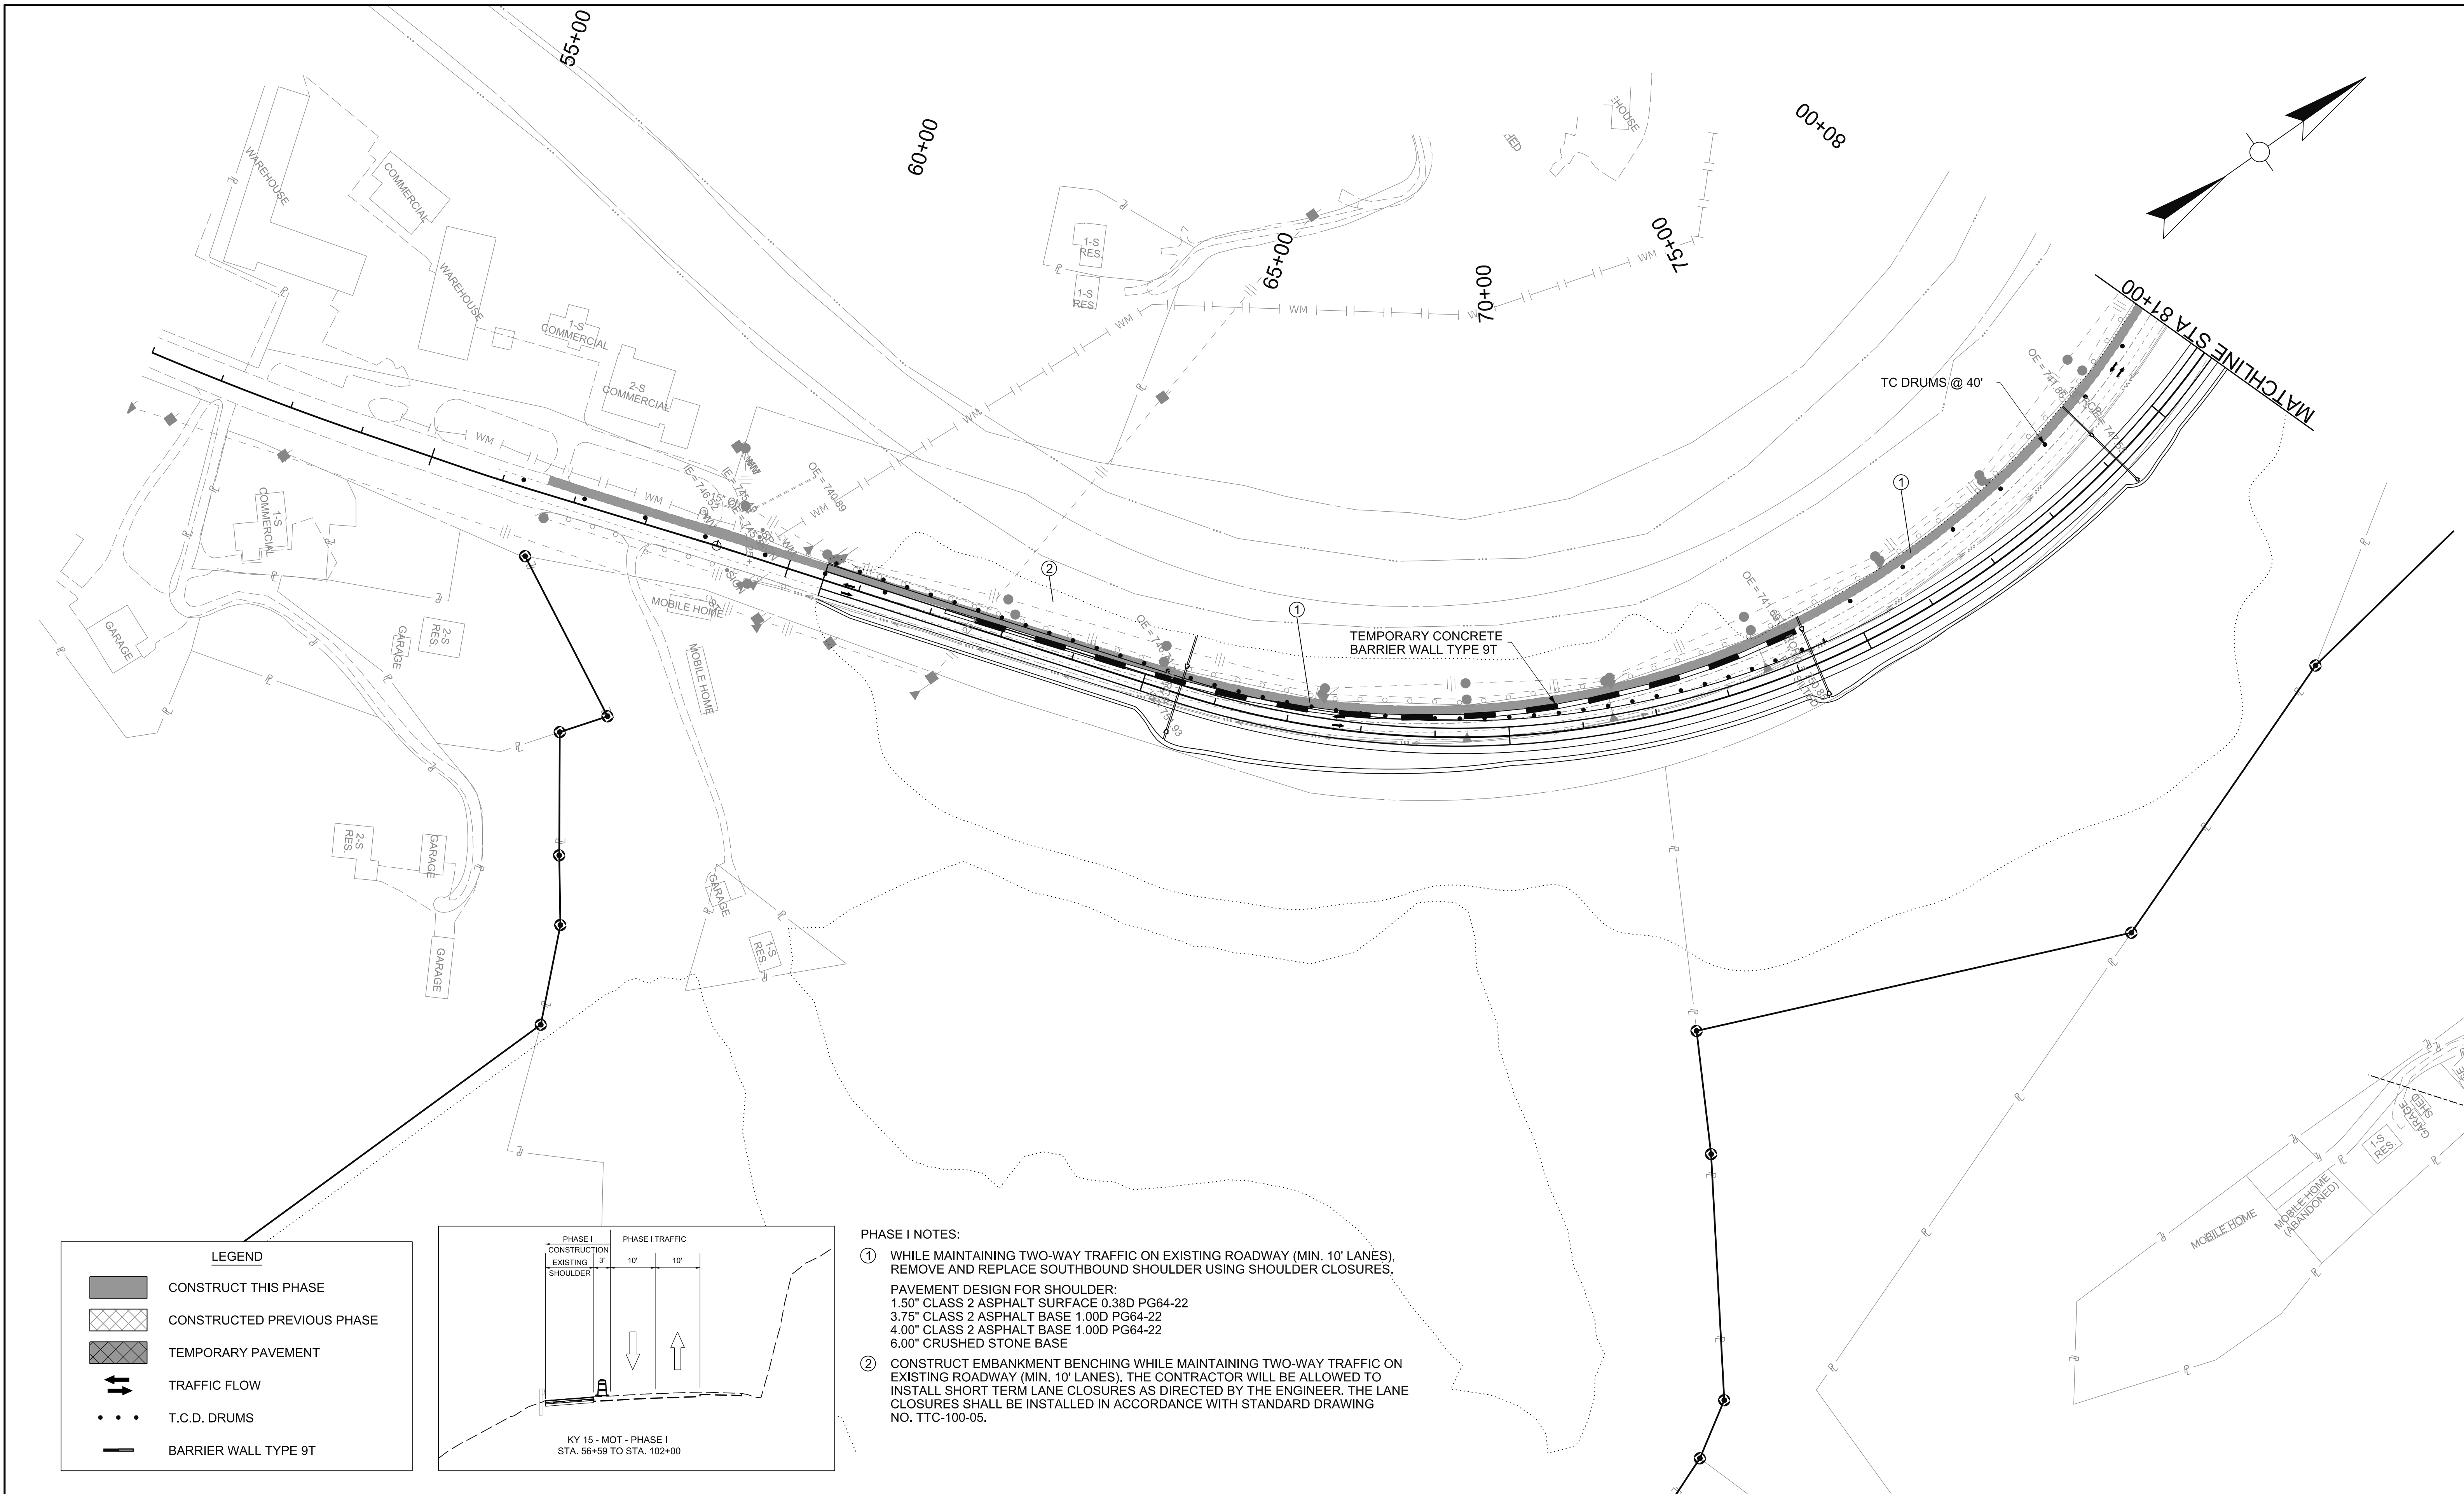 55+00
60+00
65+00
70+00
75+00
80+00
MATCHLINE STA 81+00
WAREHOUSE
COMMERCIAL
WAREHOUSE
1-S
COMMERCIAL
2-S
COMMERCIAL
1-S
RES.
1-S
RES.
WM
WM
WM
WM
WM
WM
WM
WM
IE = 746.52
OE = 740.89
SIGN
1-S
COMMERCIAL
GARAGE
2-S
RES.
GARAGE
MOBILE HOME
MOBILE HOME
2-S
RES.
GARAGE
GARAGE
GARAGE
1-S
RES.
TC DRUMS @ 40'
1
2
1
TEMPORARY CONCRETE
BARRIER WALL TYPE 9T
GARAGE
SHED
1-S
RES.
MOBILE HOME
(ABANDONED)
MOBILE HOME
LEGEND
CONSTRUCT THIS PHASE
CONSTRUCTED PREVIOUS PHASE
TEMPORARY PAVEMENT
TRAFFIC FLOW
T.C.D. DRUMS
BARRIER WALL TYPE 9T
PHASE I
CONSTRUCTION
PHASE I TRAFFIC
EXISTING
SHOULDER
3'
10'
10'
KY 15 - MOT - PHASE I
STA. 56+59 TO STA. 102+00
PHASE I NOTES:
1 WHILE MAINTAINING TWO-WAY TRAFFIC ON EXISTING ROADWAY (MIN. 10' LANES),
REMOVE AND REPLACE SOUTHBOUND SHOULDER USING SHOULDER CLOSURES.
PAVEMENT DESIGN FOR SHOULDER:
1.50" CLASS 2 ASPHALT SURFACE 0.38D PG64-22
3.75" CLASS 2 ASPHALT BASE 1.00D PG64-22
4.00" CLASS 2 ASPHALT BASE 1.00D PG64-22
6.00" CRUSHED STONE BASE
2 CONSTRUCT EMBANKMENT BENCHING WHILE MAINTAINING TWO-WAY TRAFFIC ON
EXISTING ROADWAY (MIN. 10' LANES). THE CONTRACTOR WILL BE ALLOWED TO
INSTALL SHORT TERM LANE CLOSURES AS DIRECTED BY THE ENGINEER. THE LANE
CLOSURES SHALL BE INSTALLED IN ACCORDANCE WITH STANDARD DRAWING
NO. TTC-100-05.